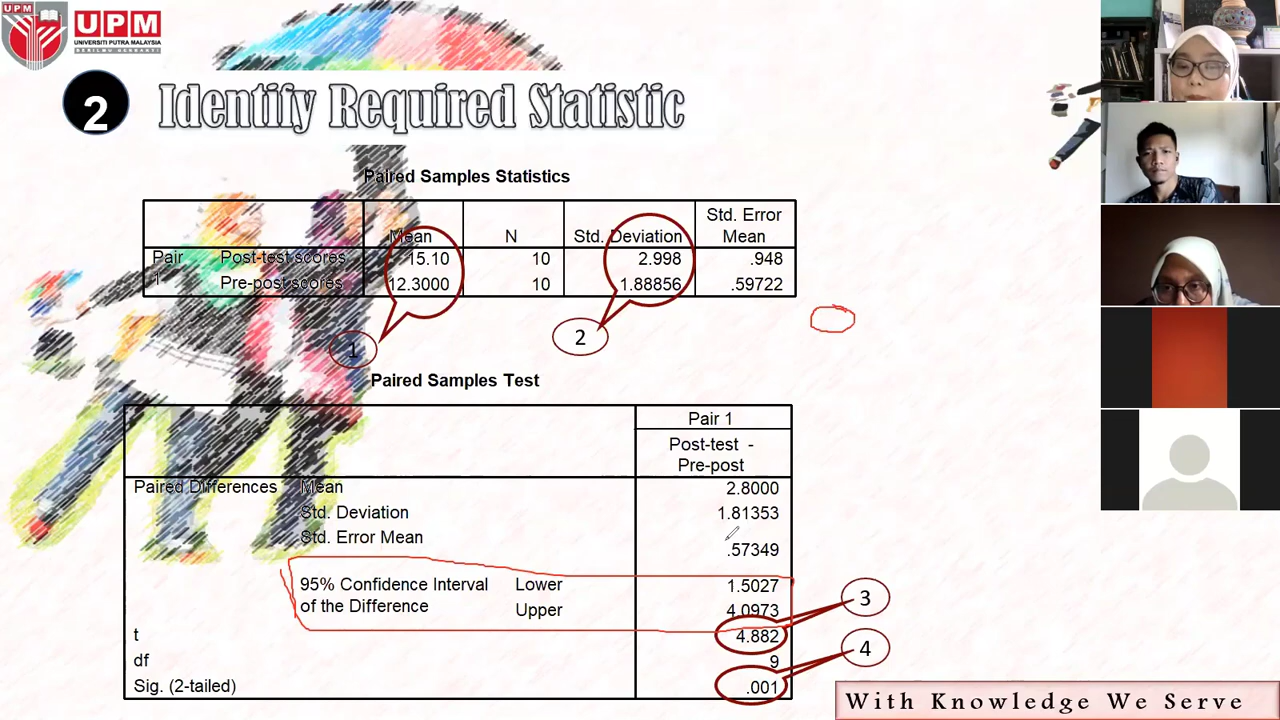 UPM
UPM
UNIVERSITI PUTRA MALAYSIA
BERILMU BERBAKTI
2 Identify Required Statistic
Paired Samples Statistics
Mean N Std. Deviation Std. Error Mean
Pair 1 Post-test scores 15.10 10 2.998 .948
Pre-post scores 12.3000 10 1.88856 .59722
1 2
Paired Samples Test
Pair 1
Post-test - Pre-post
Paired Differences Mean 2.8000
Std. Deviation 1.81353
Std. Error Mean .57349
95% Confidence Interval of the Difference Lower 1.5027
Upper 4.0973
3
t 4.882
4
df 9
Sig. (2-tailed) .001
With Knowledge We Serve